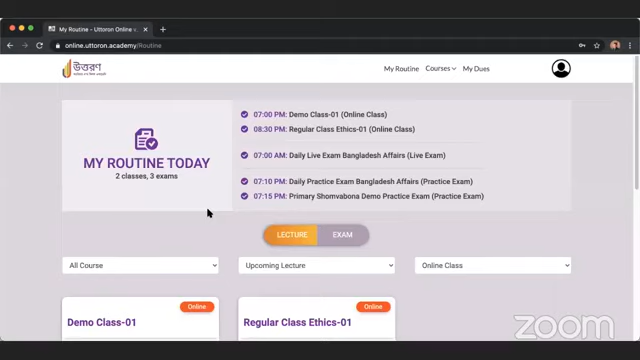 My Routine - Uttoron Online v
online.uttoron.academy/Routine
উত্তরণ
My Routine
Courses
My Dues
MY ROUTINE TODAY
2 classes, 3 exams
07:00 PM: Demo Class-01 (Online Class)
08:30 PM: Regular Class Ethics-01 (Online Class)
07:00 AM: Daily Live Exam Bangladesh Affairs (Live Exam)
07:10 PM: Daily Practice Exam Bangladesh Affairs (Practice Exam)
07:15 PM: Primary Shomvabona Demo Practice Exam (Practice Exam)
LECTURE
EXAM
All Course
Upcoming Lecture
Online Class
Online
Demo Class-01
Online
Regular Class Ethics-01
zoom